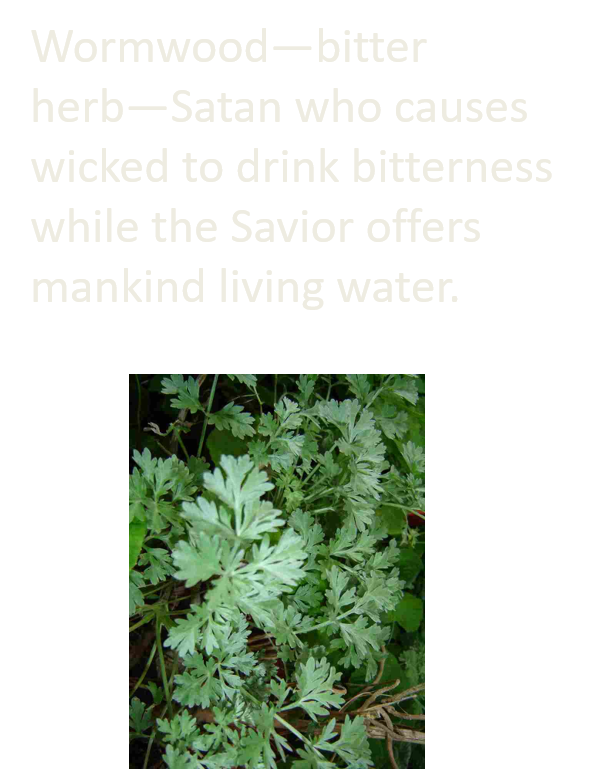 Wormwood—bitter
herb—Satan who causes
wicked to drink bitterness
while the Savior offers
mankind living water.